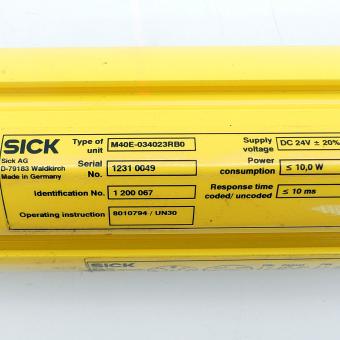 SICK
Sick AG
D-79183 Waldkirch
Made in Germany
Type of unit M40E-034023RB0
Serial No. 1231 0049
Identification No. 1 200 067
Operating instruction 8010794 / UN30
Supply voltage DC 24V ± 20%
Power consumption ≤ 10,0 W
Response time coded/ uncoded ≤ 10 ms
SICK